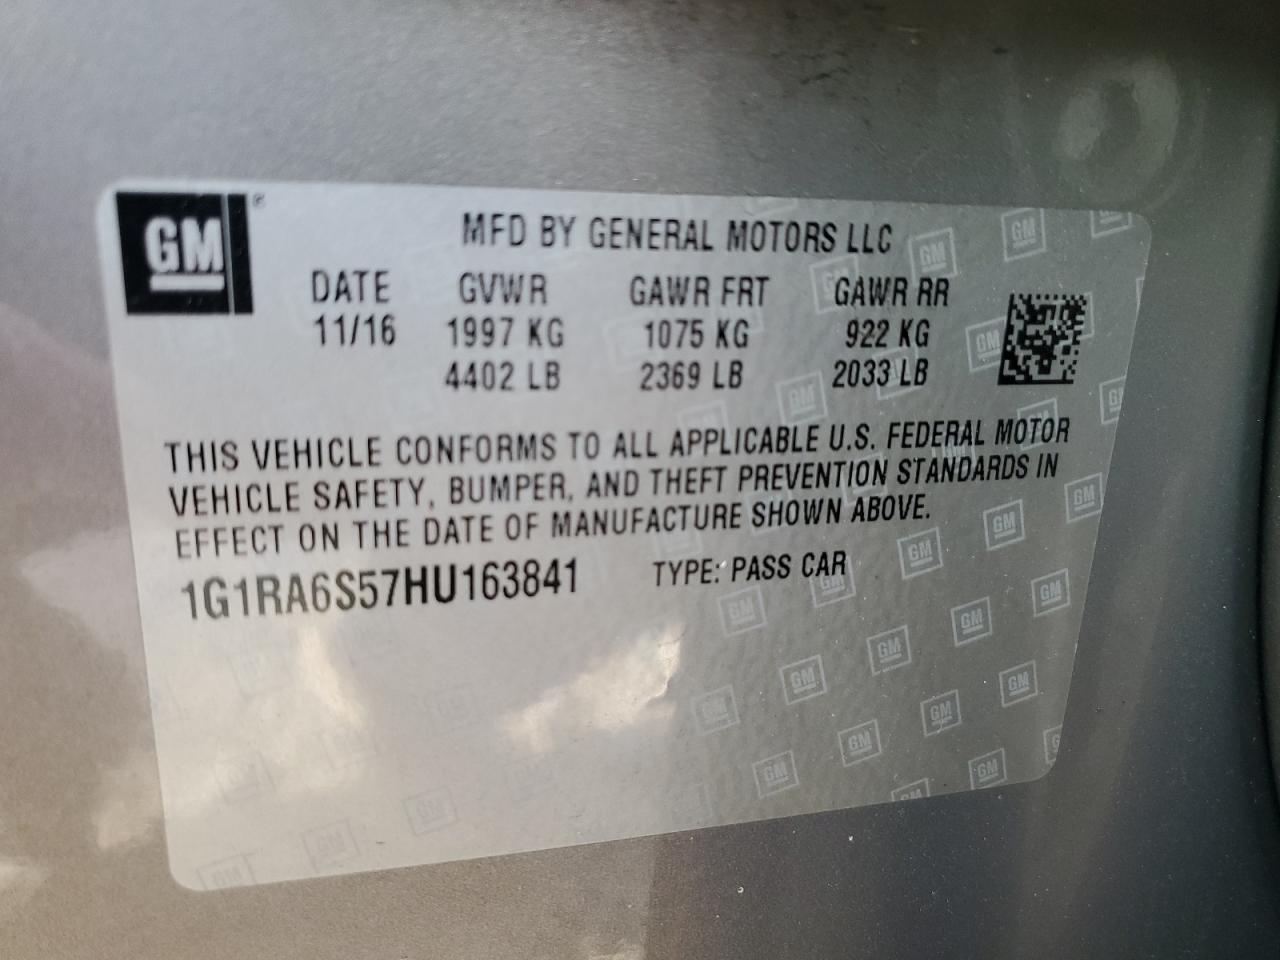 GM
MFD BY GENERAL MOTORS LLC
DATE GVWR GAWR FRT GAWR RR
11/16 1997 KG 1075 KG 922 KG
4402 LB 2369 LB 2033 LB
THIS VEHICLE CONFORMS TO ALL APPLICABLE U.S. FEDERAL MOTOR
VEHICLE SAFETY, BUMPER, AND THEFT PREVENTION STANDARDS IN
EFFECT ON THE DATE OF MANUFACTURE SHOWN ABOVE.
1G1RA6S57HU163841 TYPE: PASS CAR